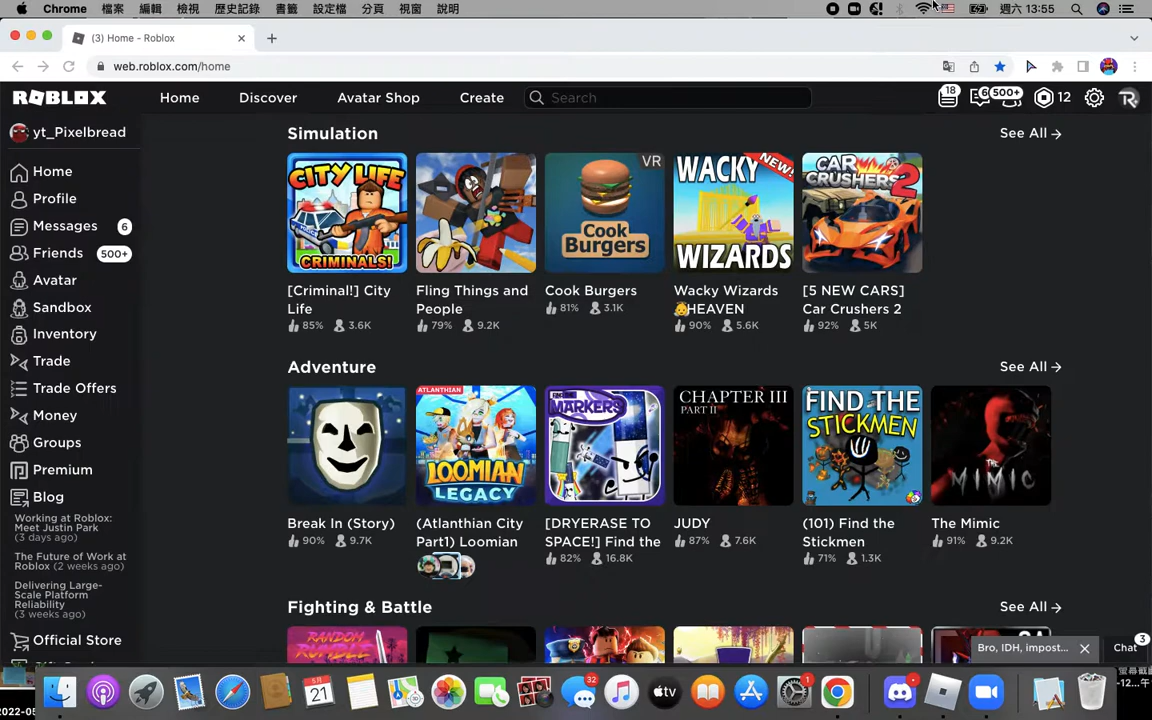 Chrome 檔案 編輯 檢視 歷史記錄 書籤 設定檔 分頁 視窗 說明 週六 13:55
(3) Home - Roblox
web.roblox.com/home
ROBLOX Home Discover Avatar Shop Create Search 18 500+ 12
yt_Pixelbread
Home
Profile
Messages 6
Friends 500+
Avatar
Sandbox
Inventory
Trade
Trade Offers
Money
Groups
Premium
Blog
Working at Roblox:
Meet Justin Park
(3 days ago)
The Future of Work at
Roblox (2 weeks ago)
Delivering Large-
Scale Platform
Reliability
(3 weeks ago)
Official Store
Simulation See All
CITY LIFE
CRIMINALS!
VR
Cook
Burgers
WACKY NEW!
WIZARDS
CAR
CRUSHERS 2
[Criminal!] City
Life
85% 3.6K
Fling Things and
People
79% 9.2K
Cook Burgers
81% 3.1K
Wacky Wizards
HEAVEN
90% 5.6K
[5 NEW CARS]
Car Crushers 2
92% 5K
Adventure See All
ATLANTHIAN
LOOMIAN
LEGACY
FIND THE
MARKERS
CHAPTER III
PART II
FIND THE
STICKMEN
THE
MIMIC
Break In (Story)
90% 9.7K
(Atlanthian City
Part1) Loomian
[DRYERASE TO
SPACE!] Find the
82% 16.8K
JUDY
87% 7.6K
(101) Find the
Stickmen
71% 1.3K
The Mimic
91% 9.2K
Fighting & Battle See All
RANDOM
RUMBLE
Bro, IDH, impost...
Chat 3
5月
21
32
1